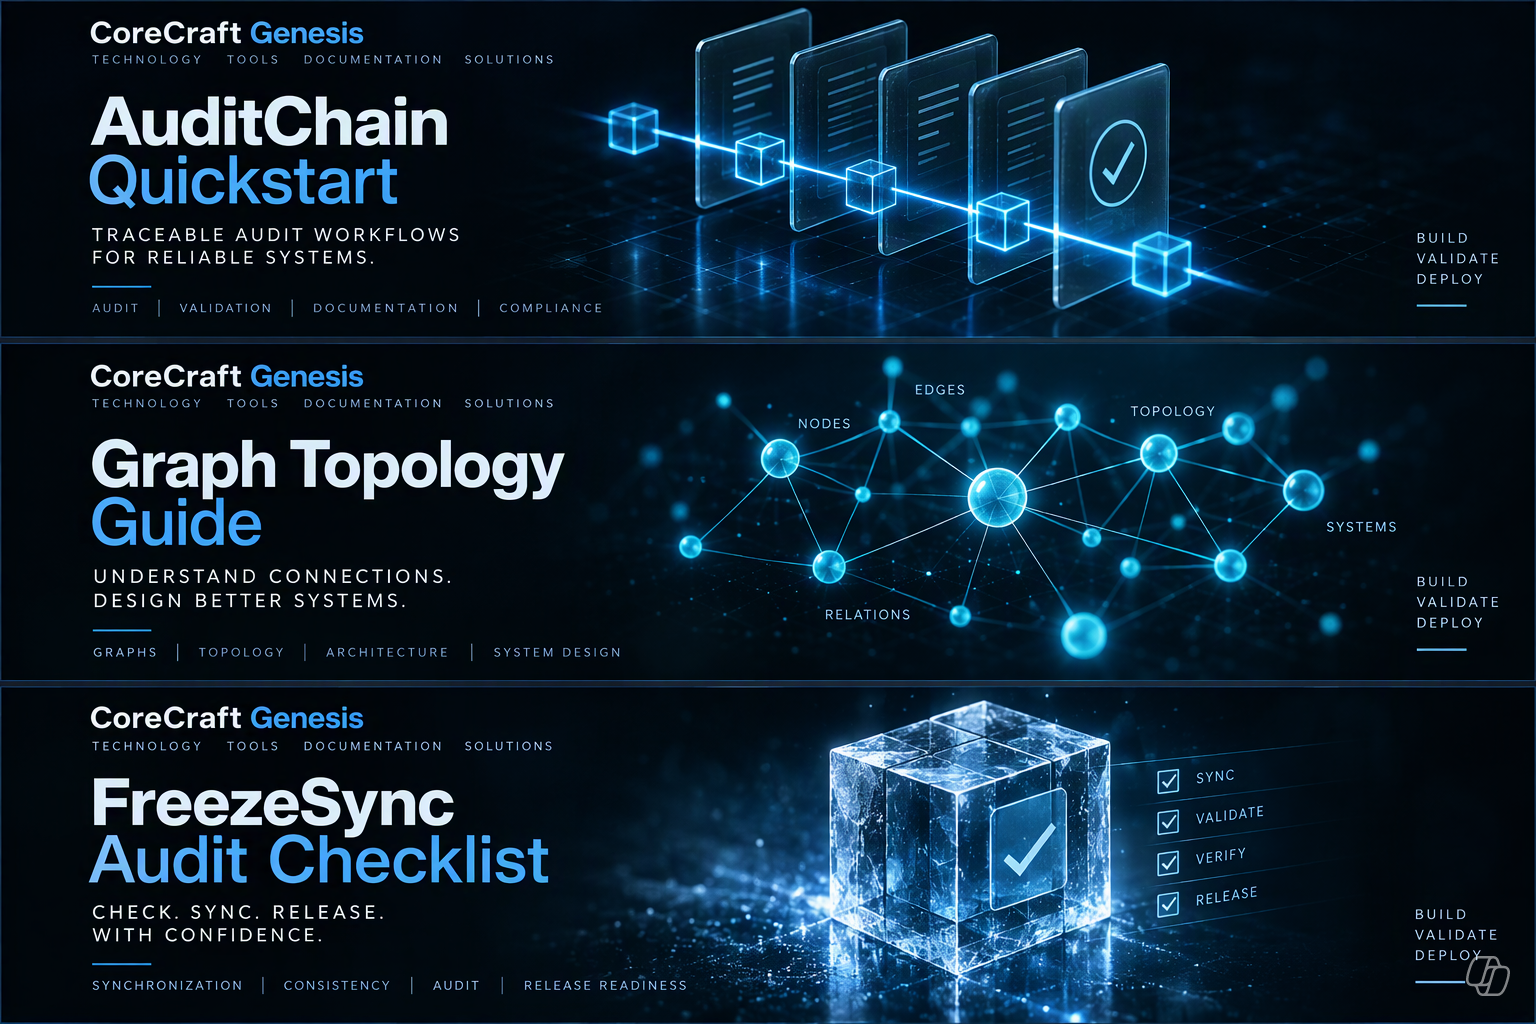 CoreCraft Genesis
TECHNOLOGY TOOLS DOCUMENTATION SOLUTIONS
AuditChain
Quickstart
TRACEABLE AUDIT WORKFLOWS
FOR RELIABLE SYSTEMS.
AUDIT | VALIDATION | DOCUMENTATION | COMPLIANCE
BUILD
VALIDATE
DEPLOY
CoreCraft Genesis
TECHNOLOGY TOOLS DOCUMENTATION SOLUTIONS
Graph Topology
Guide
UNDERSTAND CONNECTIONS.
DESIGN BETTER SYSTEMS.
GRAPHS | TOPOLOGY | ARCHITECTURE | SYSTEM DESIGN
EDGES
NODES
TOPOLOGY
SYSTEMS
RELATIONS
BUILD
VALIDATE
DEPLOY
CoreCraft Genesis
TECHNOLOGY TOOLS DOCUMENTATION SOLUTIONS
FreezeSync
Audit Checklist
CHECK. SYNC. RELEASE.
WITH CONFIDENCE.
SYNCHRONIZATION | CONSISTENCY | AUDIT | RELEASE READINESS
SYNC
VALIDATE
VERIFY
RELEASE
BUILD
VALIDATE
DEPLOY